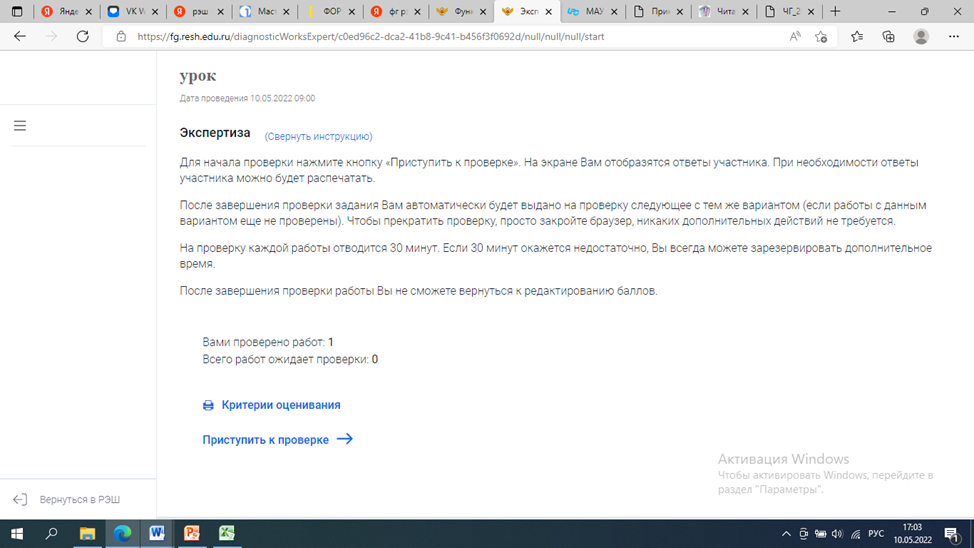 Янде
VK W
рэш
Маст
ФОР
фг рэ
Фун
Эксп
МАУ
При
Чита
ЧГ_2
https://fg.resh.edu.ru/diagnosticWorksExpert/c0ed96c2-dca2-41b8-9c41-b456f3f0692d/null/null/null/start
урок
Дата проведения 10.05.2022 09:00
Экспертиза (Свернуть инструкцию)
Для начала проверки нажмите кнопку «Приступить к проверке». На экране Вам отобразятся ответы участника. При необходимости ответы
участника можно будет распечатать.
После завершения проверки задания Вам автоматически будет выдано на проверку следующее с тем же вариантом (если работы с данным
вариантом еще не проверены). Чтобы прекратить проверку, просто закройте браузер, никаких дополнительных действий не требуется.
На проверку каждой работы отводится 30 минут. Если 30 минут окажется недостаточно, Вы всегда можете зарезервировать дополнительное
время.
После завершения проверки работы Вы не сможете вернуться к редактированию баллов.
Вами проверено работ: 1
Всего работ ожидает проверки: 0
Критерии оценивания
Приступить к проверке
Активация Windows
Чтобы активировать Windows, перейдите в
раздел "Параметры".
Вернуться в РЭШ
РУС
17:03
10.05.2022